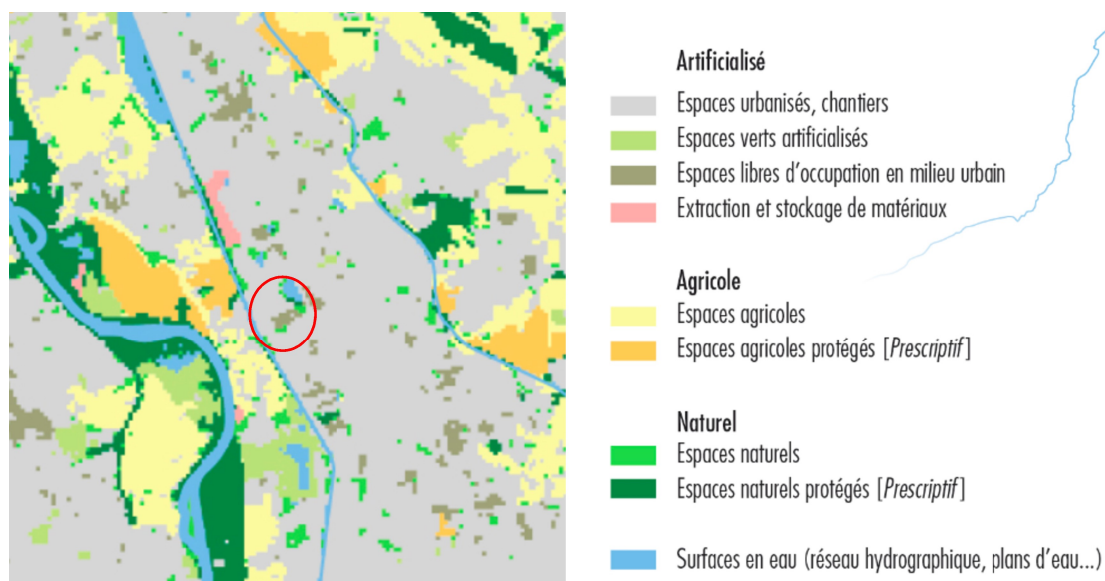 Artificialisé
Espaces urbanisés, chantiers
Espaces verts artificialisés
Espaces libres d’occupation en milieu urbain
Extraction et stockage de matériaux
Agricole
Espaces agricoles
Espaces agricoles protégés [Prescriptif]
Naturel
Espaces naturels
Espaces naturels protégés [Prescriptif]
Surfaces en eau (réseau hydrographique, plans d’eau...)